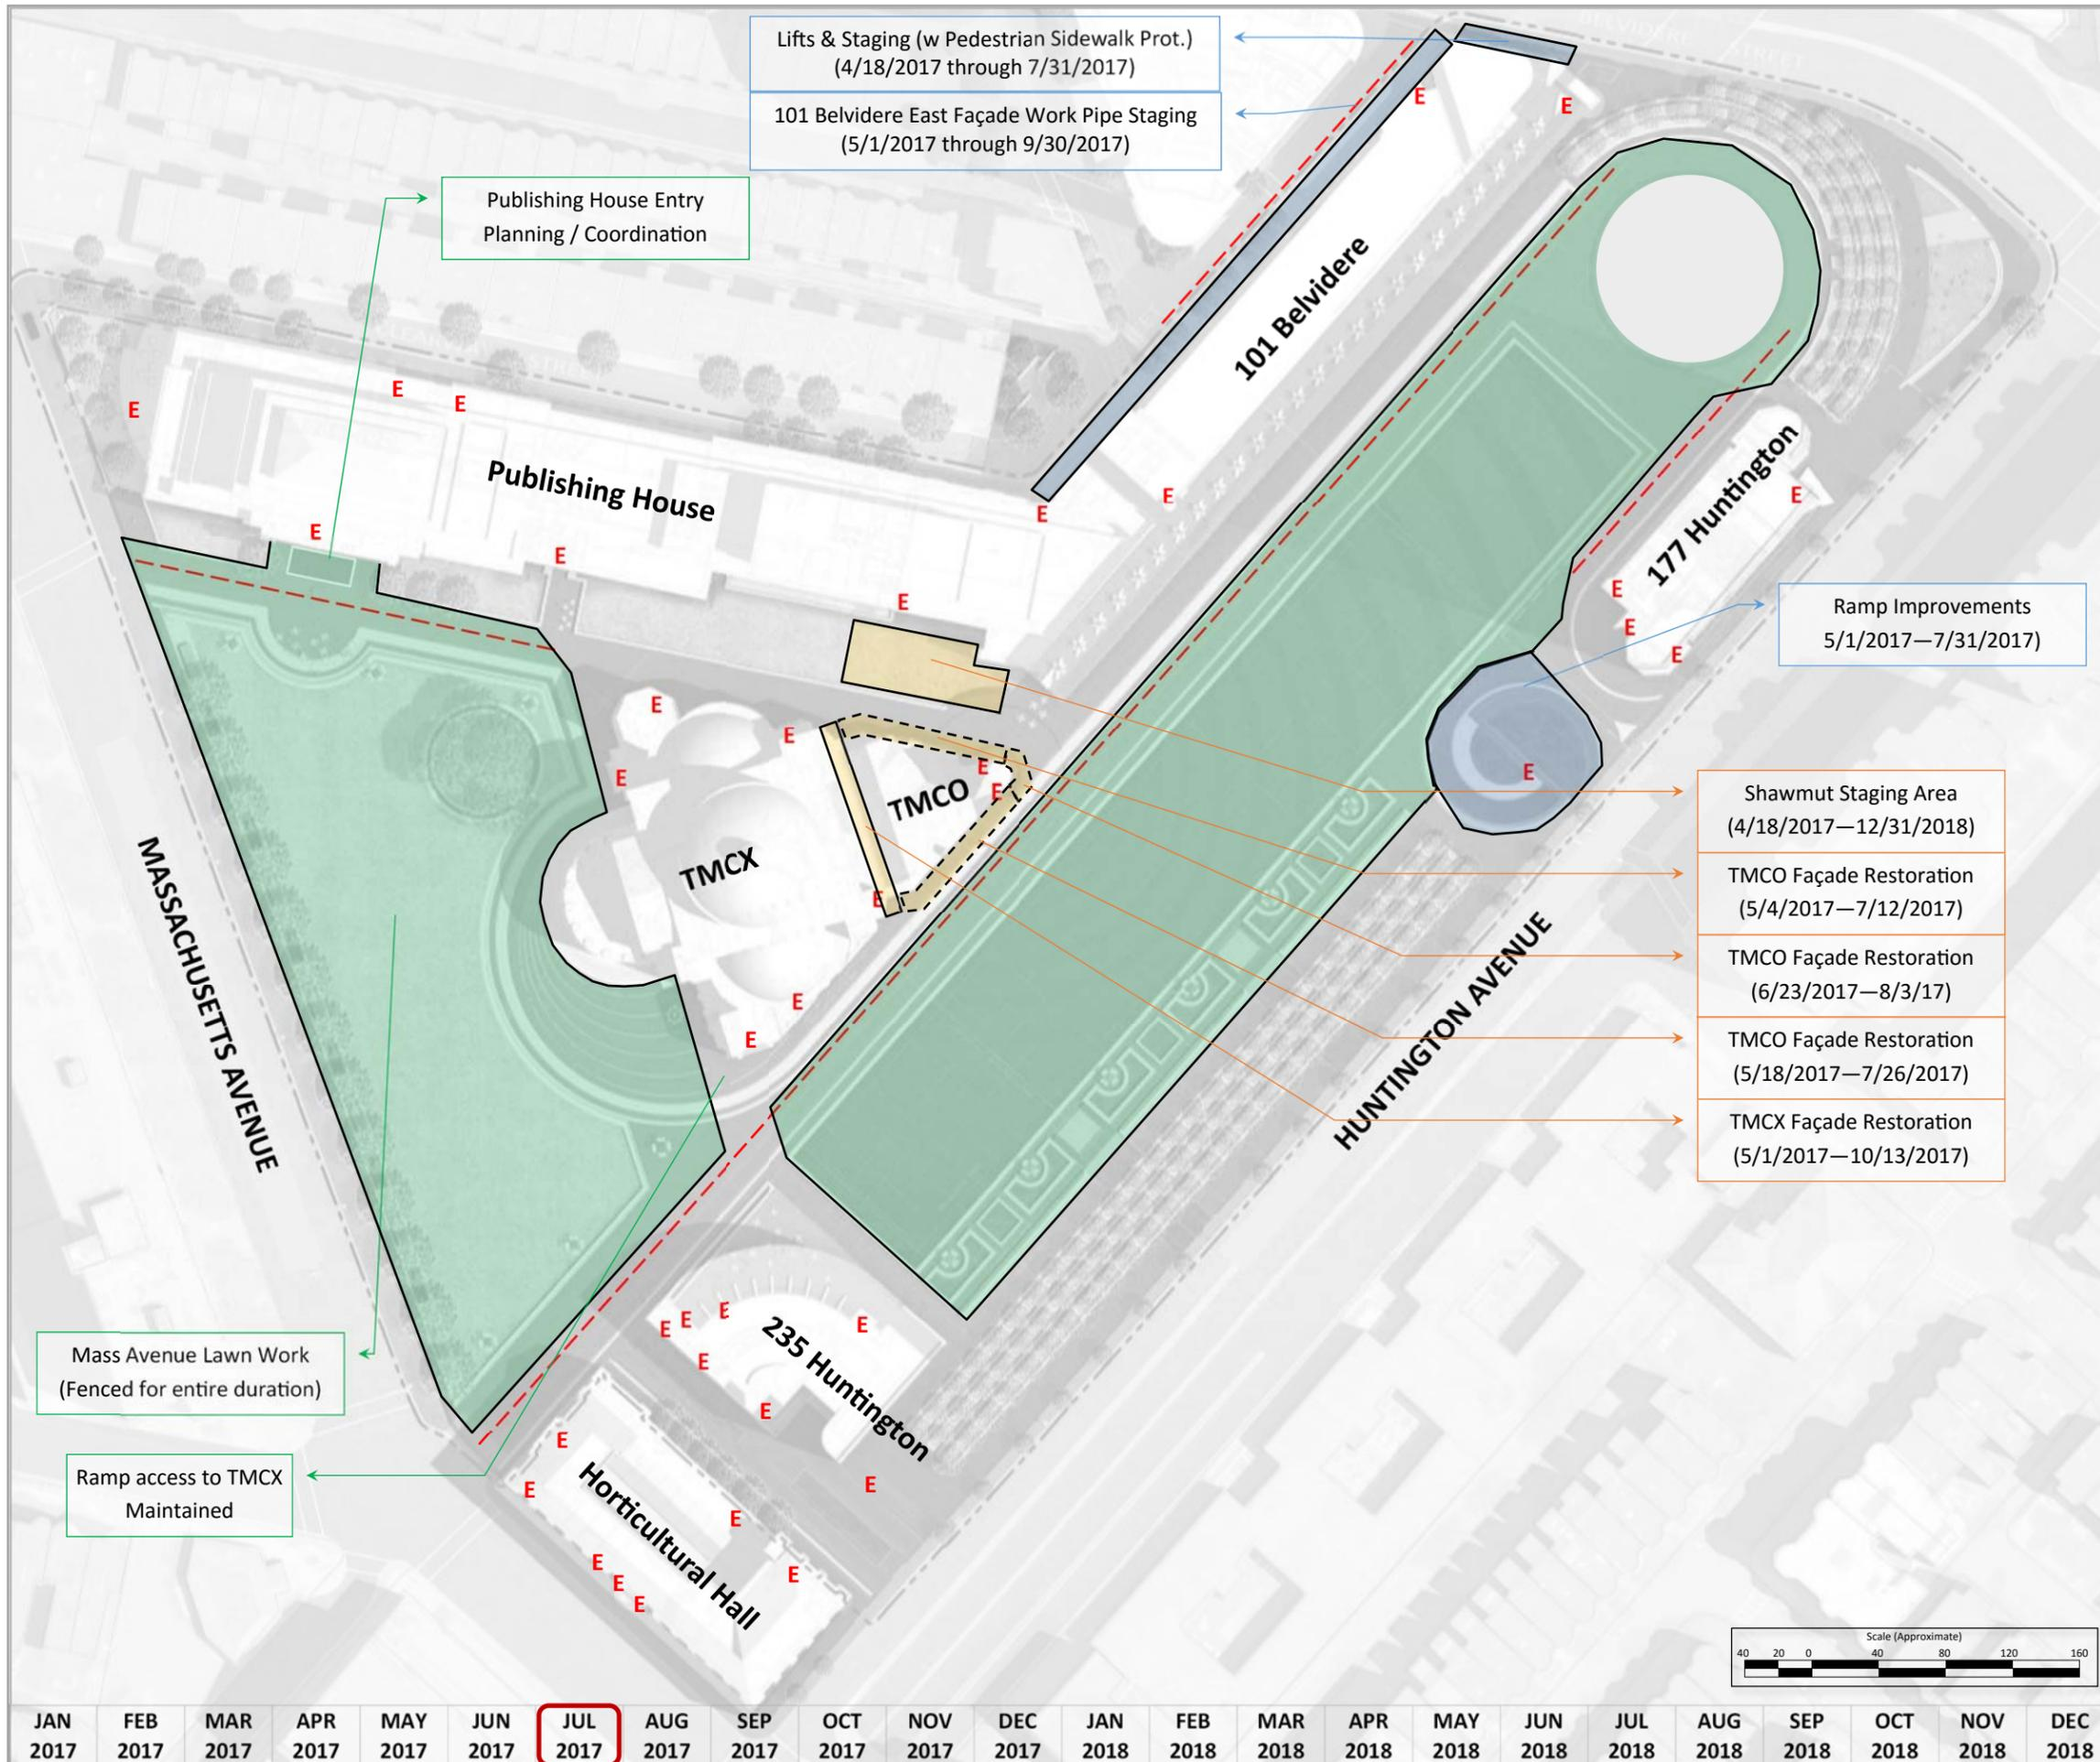 BELVIDERE STREET
Lifts & Staging (w Pedestrian Sidewalk Prot.)
(4/18/2017 through 7/31/2017)
101 Belvidere East Façade Work Pipe Staging
(5/1/2017 through 9/30/2017)
E
E
Publishing House Entry
Planning / Coordination
101 Belvidere
E
E
E
Publishing House
E
E
E
177 Huntington
E
E
E
E
E
E
E
Ramp Improvements
5/1/2017—7/31/2017)
E
E
E
E
E
E
TMCO
TMCX
E
E
E
Shawmut Staging Area
(4/18/2017—12/31/2018)
TMCO Façade Restoration
(5/4/2017—7/12/2017)
TMCO Façade Restoration
(6/23/2017—8/3/17)
TMCO Façade Restoration
(5/18/2017—7/26/2017)
TMCX Façade Restoration
(5/1/2017—10/13/2017)
MASSACHUSETTS AVENUE
HUNTINGTON AVENUE
E
E
E
E
E
E
E
E
235 Huntington
Mass Avenue Lawn Work
(Fenced for entire duration)
Ramp access to TMCX
Maintained
E
E
E
E
E
E
E
Horticultural Hall
Scale (Approximate)
40 20 0 40 80 120 160
JAN FEB MAR APR MAY JUN JUL AUG SEP OCT NOV DEC JAN FEB MAR APR MAY JUN JUL AUG SEP OCT NOV DEC
2017 2017 2017 2017 2017 2017 2017 2017 2017 2017 2017 2017 2018 2018 2018 2018 2018 2018 2018 2018 2018 2018 2018 2018